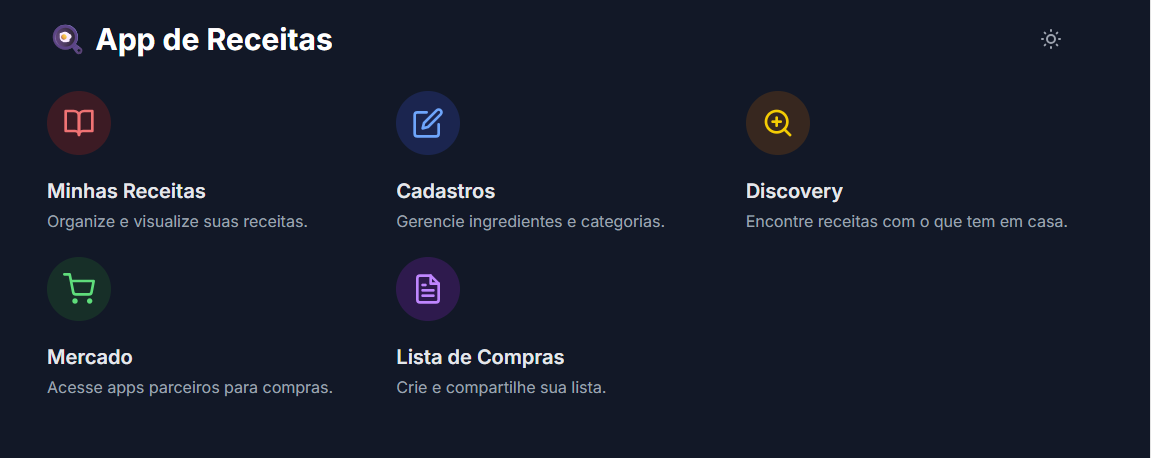 App de Receitas
Minhas Receitas
Organize e visualize suas receitas.
Cadastros
Gerencie ingredientes e categorias.
Discovery
Encontre receitas com o que tem em casa.
Mercado
Acesse apps parceiros para compras.
Lista de Compras
Crie e compartilhe sua lista.